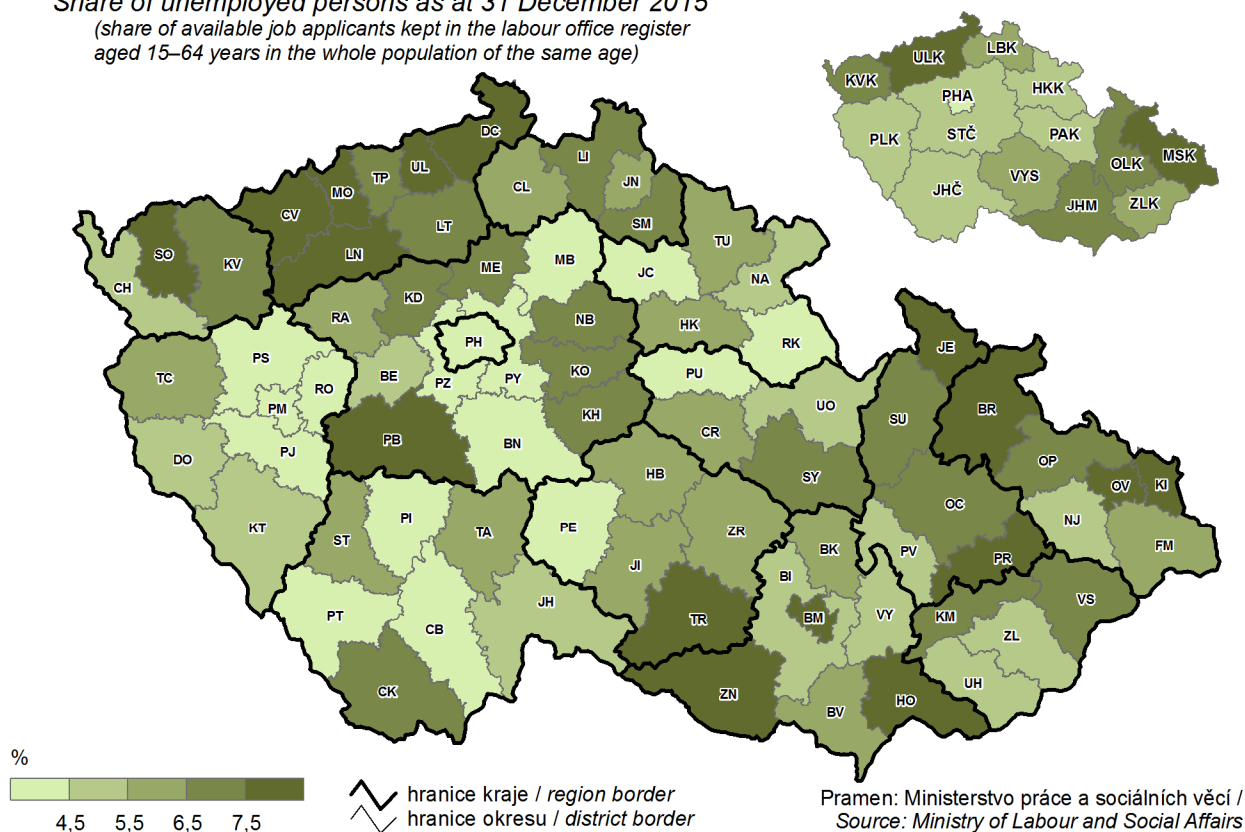 Share of unemployed persons as at 31 December 2015
(share of available job applicants kept in the labour office register
aged 15–64 years in the whole population of the same age)
LBK
ULK
KVK
HKK
PHA
STČ
PAK
PLK
MSK
OLK
VYS
JHČ
JHM
ZLK
DC
UL
LI
TP
MO
CL
JN
CV
LT
SM
TU
SO
KV
LN
ME
MB
JC
NA
CH
KD
RA
NB
HK
PH
RK
JE
PS
TC
RO
BE
PZ
PY
KO
PU
PM
KH
UO
SU
BR
CR
PB
BN
PJ
DO
HB
SY
OP
OV
KI
OC
KT
PI
ST
TA
PE
ZR
NJ
FM
BK
PV
PR
JI
BI
JH
VS
PT
CB
TR
BM
VY
KM
ZL
CK
ZN
UH
HO
BV
%
4,5 5,5 6,5 7,5
hranice kraje / region border
hranice okresu / district border
Pramen: Ministerstvo práce a sociálních věcí /
Source: Ministry of Labour and Social Affairs